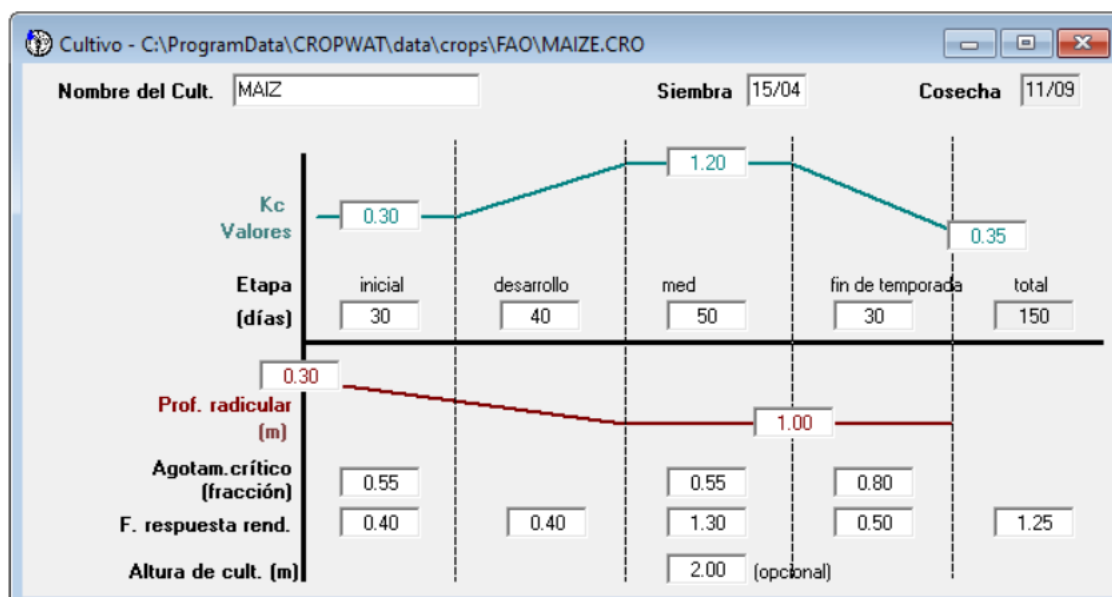 Cultivo - C:\ProgramData\CROPWAT\data\crops\FAO\MAIZE.CRO
Nombre del Cult. MAIZ Siembra 15/04 Cosecha 11/09
1.20
Kc
Valores
0.30
0.35
Etapa inicial desarrollo med fin de temporada total
(días) 30 40 50 30 150
0.30
Prof. radicular
(m)
1.00
Agotam.crítico
(fracción)
0.55 0.55 0.80
F. respuesta rend. 0.40 0.40 1.30 0.50 1.25
Altura de cult. (m) 2.00 (opcional)